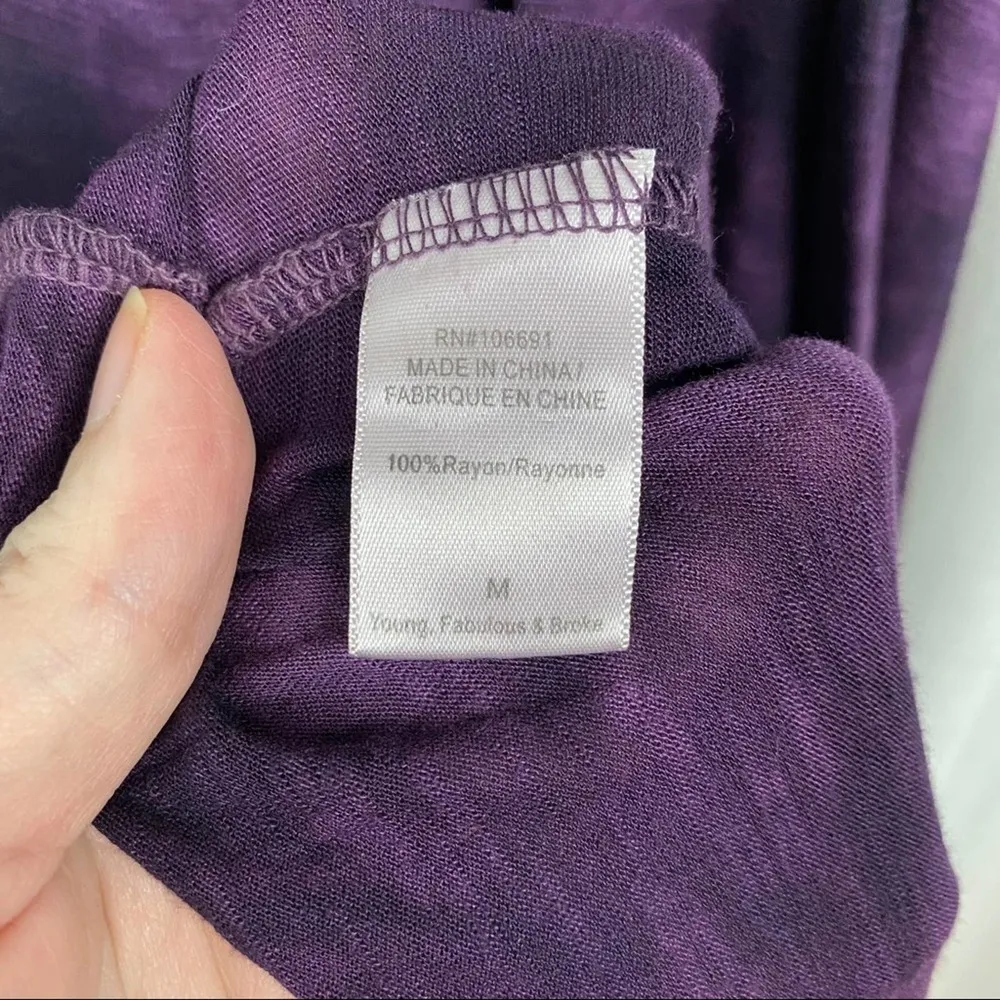 RN#106691
MADE IN CHINA/
FABRIQUE EN CHINE
100%Rayon/Rayonne
M
Young, Fabulous & Broke